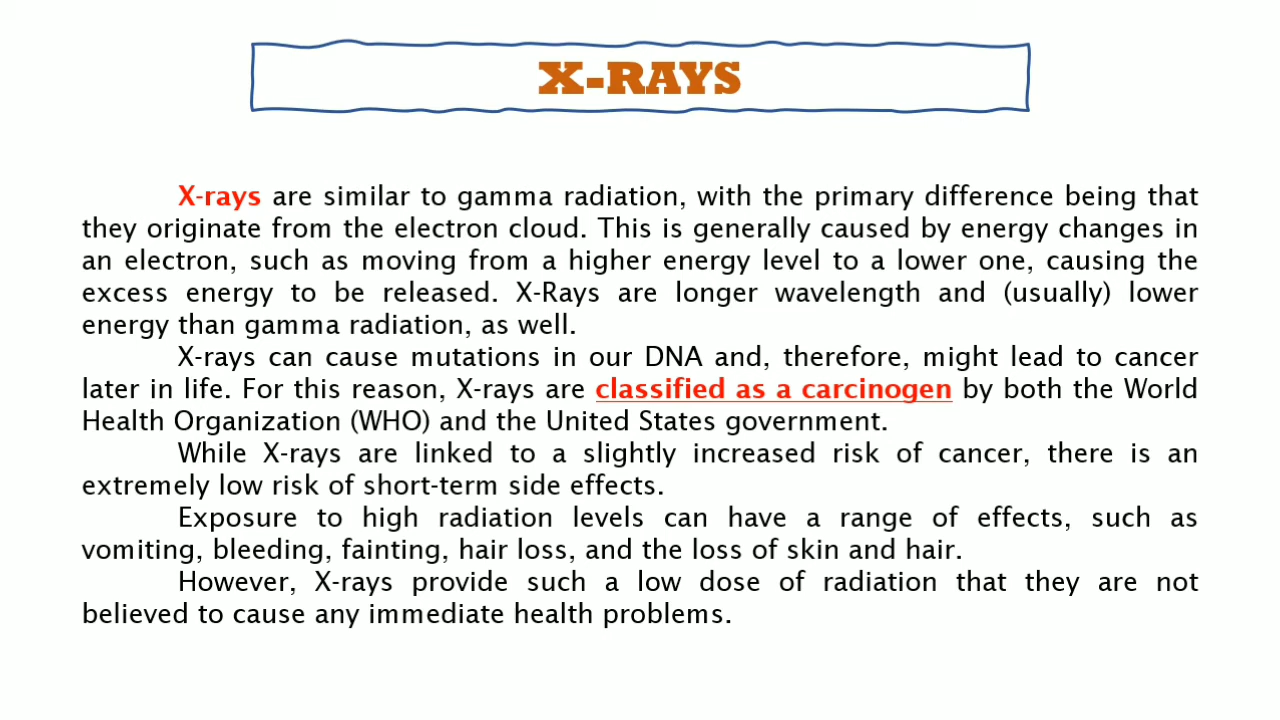 X-RAYS
X-rays are similar to gamma radiation, with the primary difference being that
they originate from the electron cloud. This is generally caused by energy changes in
an electron, such as moving from a higher energy level to a lower one, causing the
excess energy to be released. X-Rays are longer wavelength and (usually) lower
energy than gamma radiation, as well.
X-rays can cause mutations in our DNA and, therefore, might lead to cancer
later in life. For this reason, X-rays are classified as a carcinogen by both the World
Health Organization (WHO) and the United States government.
While X-rays are linked to a slightly increased risk of cancer, there is an
extremely low risk of short-term side effects.
Exposure to high radiation levels can have a range of effects, such as
vomiting, bleeding, fainting, hair loss, and the loss of skin and hair.
However, X-rays provide such a low dose of radiation that they are not
believed to cause any immediate health problems.